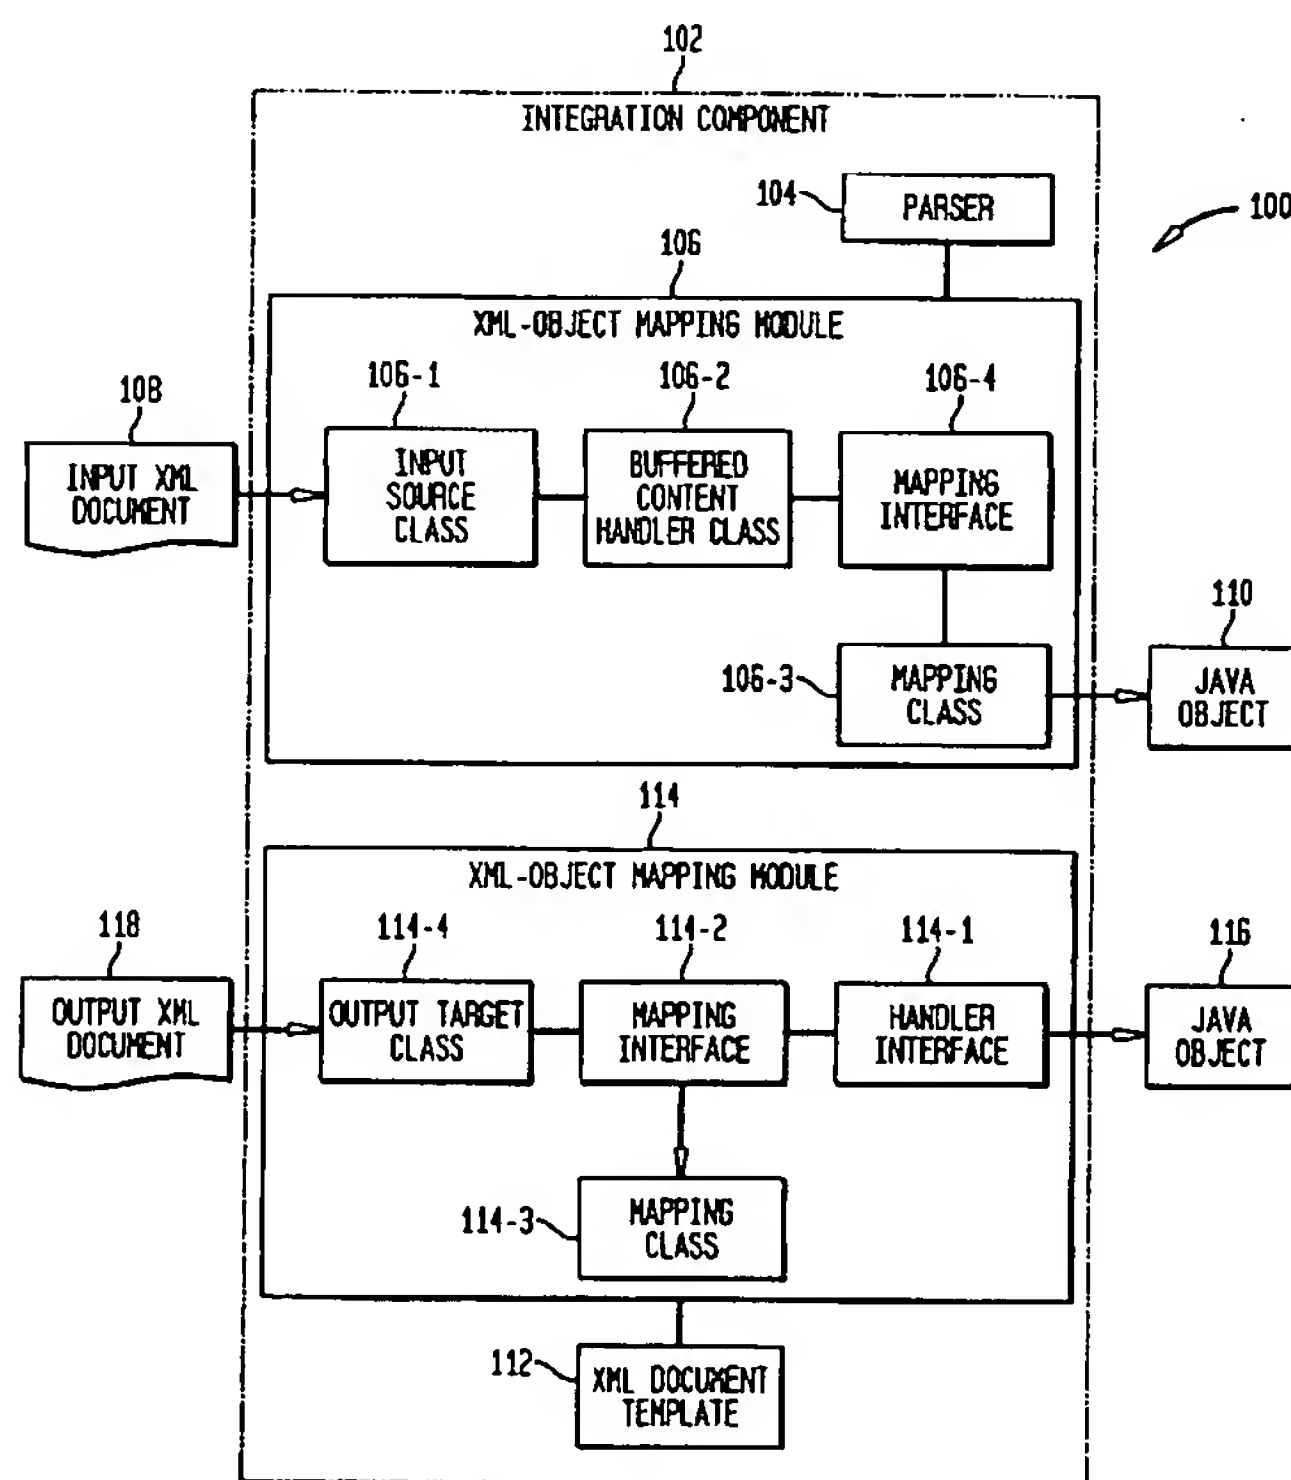 102
INTEGRATION COMPONENT
104
PARSER
100
106
XML-OBJECT MAPPING MODULE
106-1
106-2
106-4
108
INPUT XML
DOCUMENT
INPUT
SOURCE
CLASS
BUFFERED
CONTENT
HANDLER CLASS
MAPPING
INTERFACE
110
106-3
MAPPING
CLASS
JAVA
OBJECT
114
XML-OBJECT MAPPING MODULE
118
114-4
114-2
114-1
116
OUTPUT XML
DOCUMENT
OUTPUT TARGET
CLASS
MAPPING
INTERFACE
HANDLER
INTERFACE
JAVA
OBJECT
114-3
MAPPING
CLASS
112
XML DOCUMENT
TEMPLATE